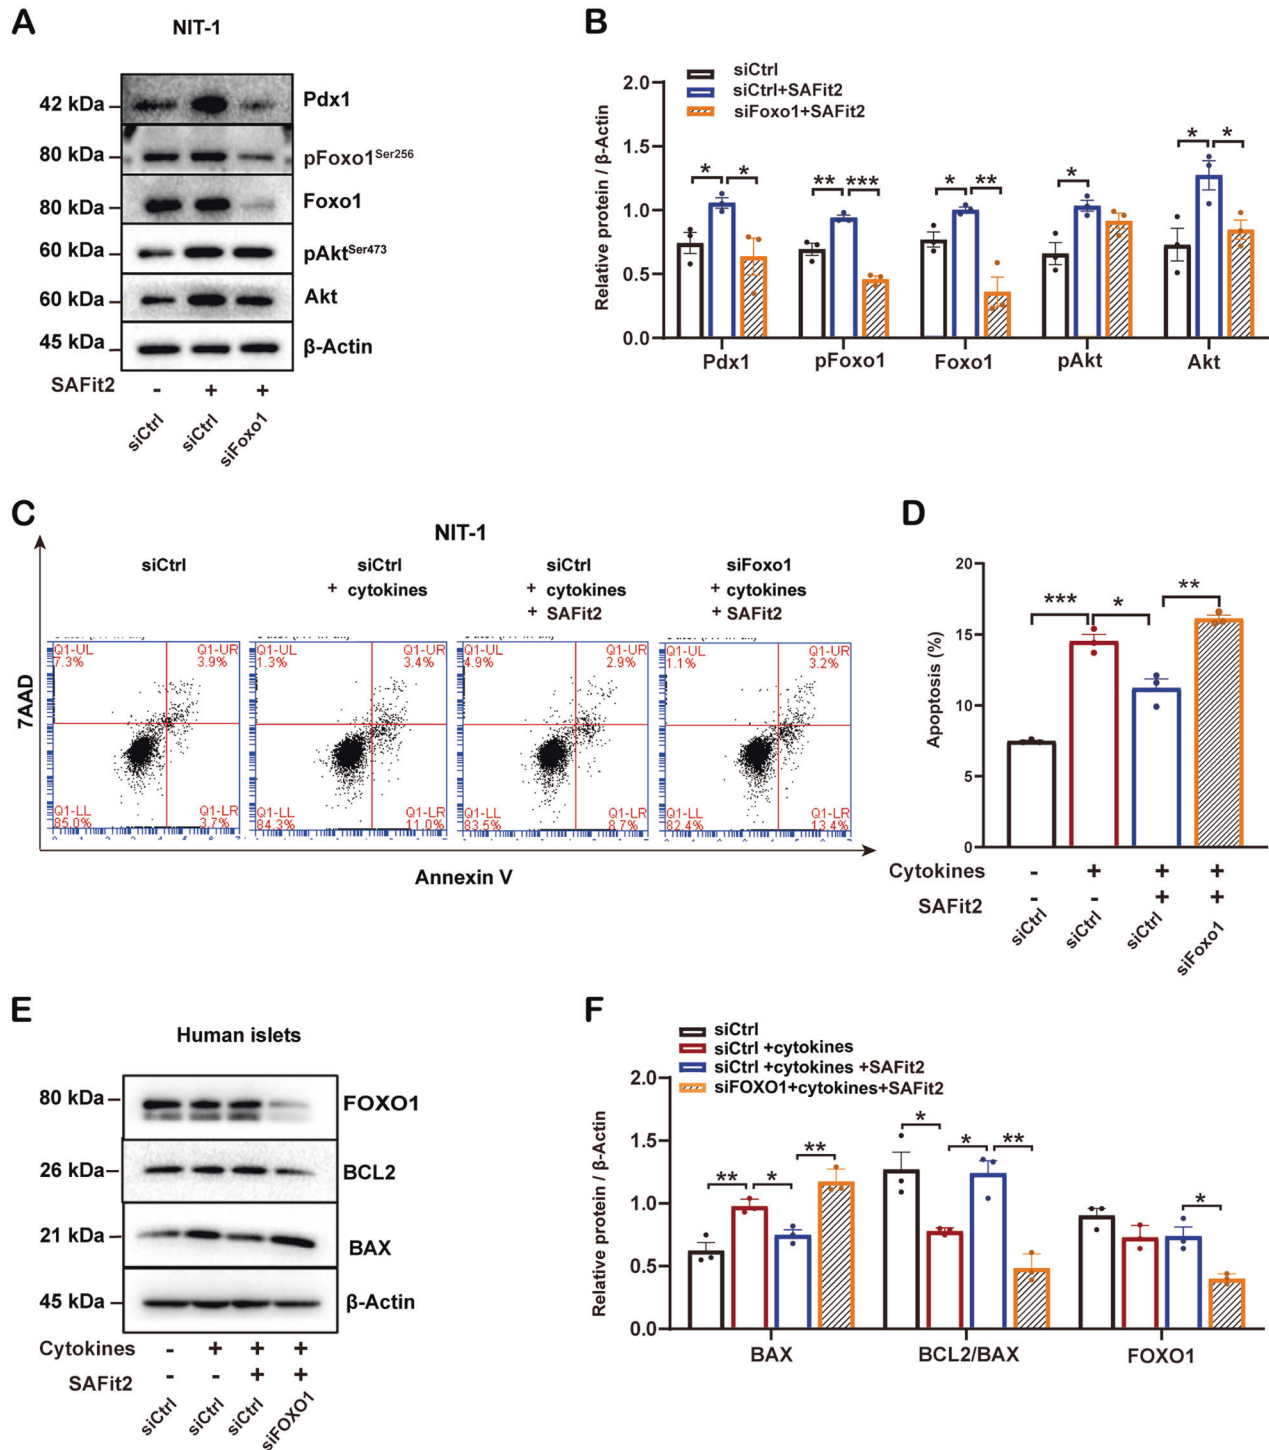 A
NIT-1
42 kDa
Pdx1
80 kDa
pFoxo1Ser256
80 kDa
Foxo1
60 kDa
pAktSer473
60 kDa
Akt
45 kDa
β-Actin
SAFit2 - + +
siCtrl siCtrl siFoxo1
B
siCtrl
siCtrl+SAFit2
siFoxo1+SAFit2
Relative protein / β-Actin
2.0
1.5
1.0
0.5
0.0
* * ** *** * ** * * *
Pdx1 pFoxo1 Foxo1 pAkt Akt
C
NIT-1
siCtrl
siCtrl
+ cytokines
siCtrl
+ cytokines
+ SAFit2
siFoxo1
+ cytokines
+ SAFit2
7AAD
Q1-UL
7.3%
Q1-UR
3.9%
Q1-LL
85.0%
Q1-LR
3.7%
Q1-UL
1.3%
Q1-UR
3.4%
Q1-LL
84.3%
Q1-LR
11.0%
Q1-UL
4.9%
Q1-UR
2.9%
Q1-LL
83.5%
Q1-LR
8.7%
Q1-UL
1.1%
Q1-UR
3.2%
Q1-LL
82.4%
Q1-LR
13.4%
Annexin V
D
Apoptosis (%)
20
15
10
5
0
*** * **
Cytokines - + + +
SAFit2 - - + +
siCtrl siCtrl siCtrl siFoxo1
E
Human islets
80 kDa
FOXO1
26 kDa
BCL2
21 kDa
BAX
45 kDa
β-Actin
Cytokines - + + +
SAFit2 - - + +
siCtrl siCtrl siCtrl siFOXO1
F
siCtrl
siCtrl +cytokines
siCtrl +cytokines +SAFit2
siFOXO1+cytokines+SAFit2
Relative protein / β-Actin
2.0
1.5
1.0
0.5
0.0
** * ** * * ** *
BAX BCL2/BAX FOXO1